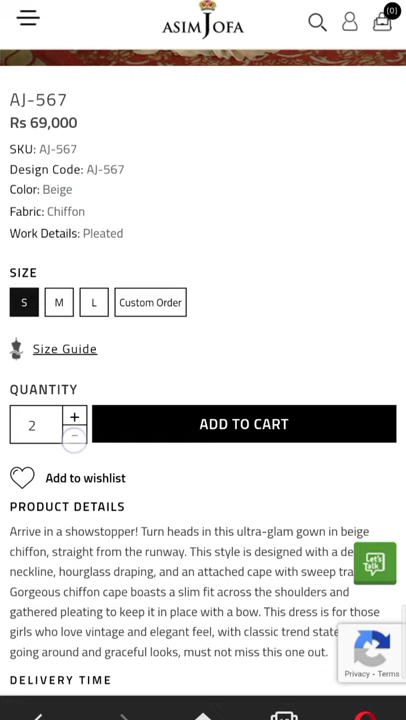 (0)
ASIM JOFA
AJ-567
Rs 69,000
SKU: AJ-567
Design Code: AJ-567
Color: Beige
Fabric: Chiffon
Work Details: Pleated
SIZE
S M L Custom Order
Size Guide
QUANTITY
2 + − ADD TO CART
Add to wishlist
PRODUCT DETAILS
Arrive in a showstopper! Turn heads in this ultra-glam gown in beige
chiffon, straight from the runway. This style is designed with a de
neckline, hourglass draping, and an attached cape with sweep tra
Let's Talk
Gorgeous chiffon cape boasts a slim fit across the shoulders and
gathered pleating to keep it in place with a bow. This dress is for those
girls who love vintage and elegant feel, with classic trend state
going around and graceful looks, must not miss this one out.
Privacy - Terms
DELIVERY TIME